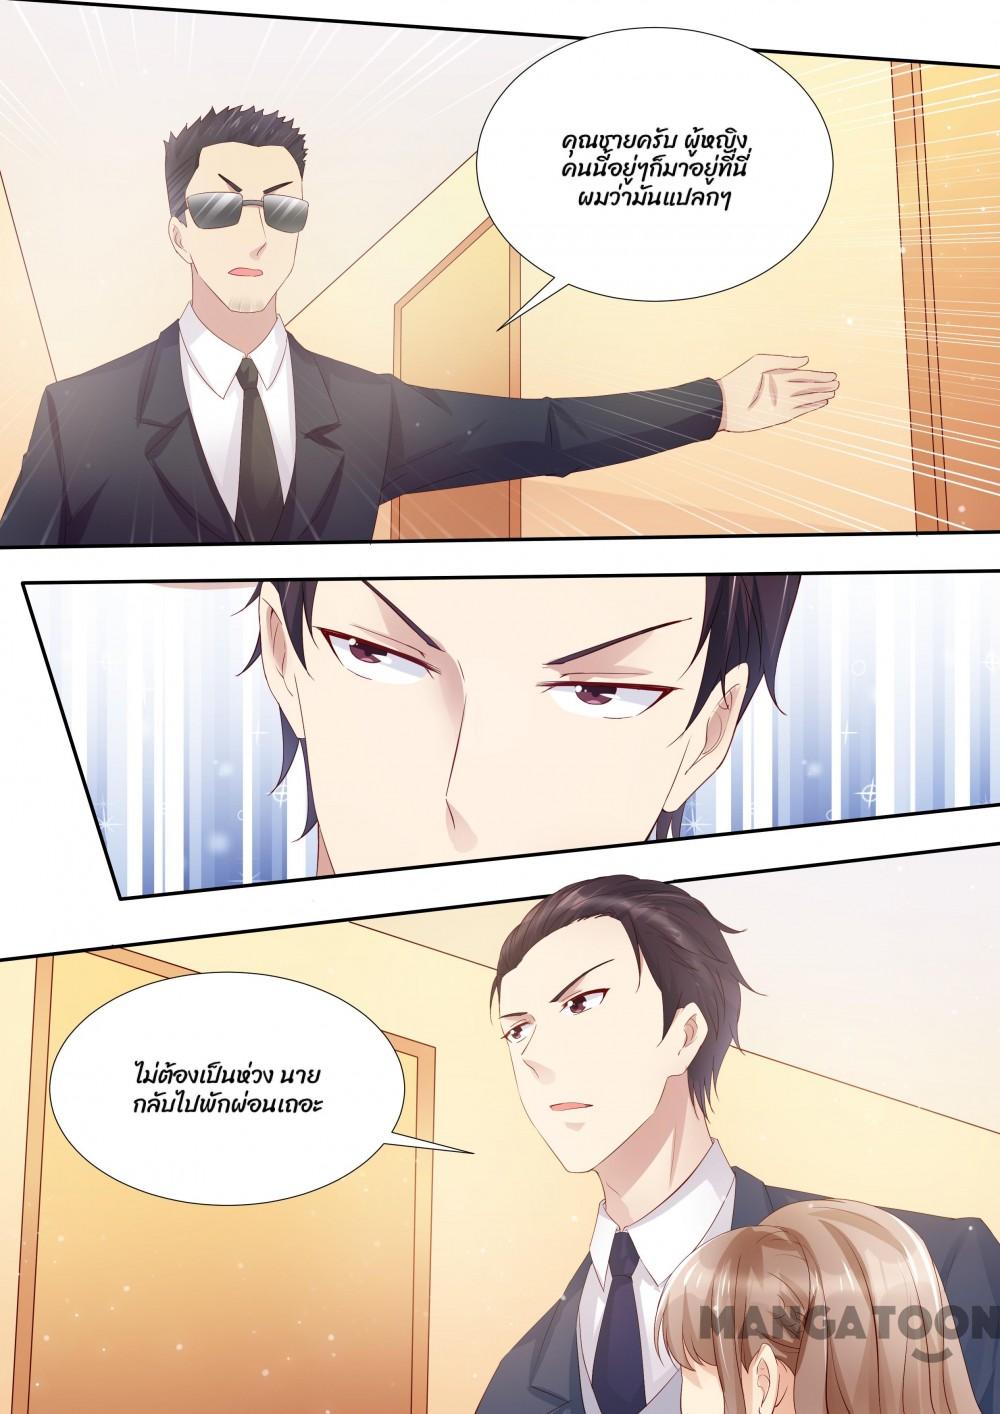 คุณชายครับ ผู้หญิง
คนนี้อยู่ๆก็มาอยู่ที่นี่
ผมว่ามันแปลกๆ
ไม่ต้องเป็นห่วง นาย
กลับไปพักผ่อนเถอะ
MANGATOON